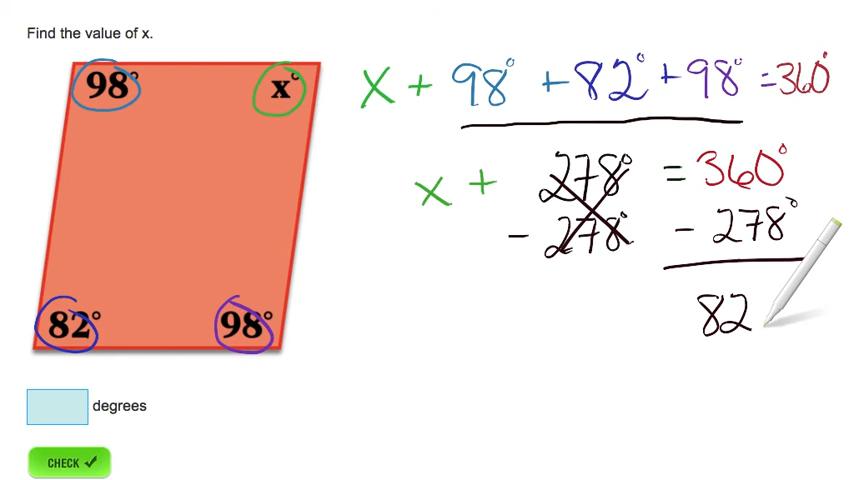 Find the value of x.
98° x° x + 98° + 82° + 98° = 360°
x + 278° = 360°
- 278° - 278°
82
82° 98°
degrees
CHECK ✓